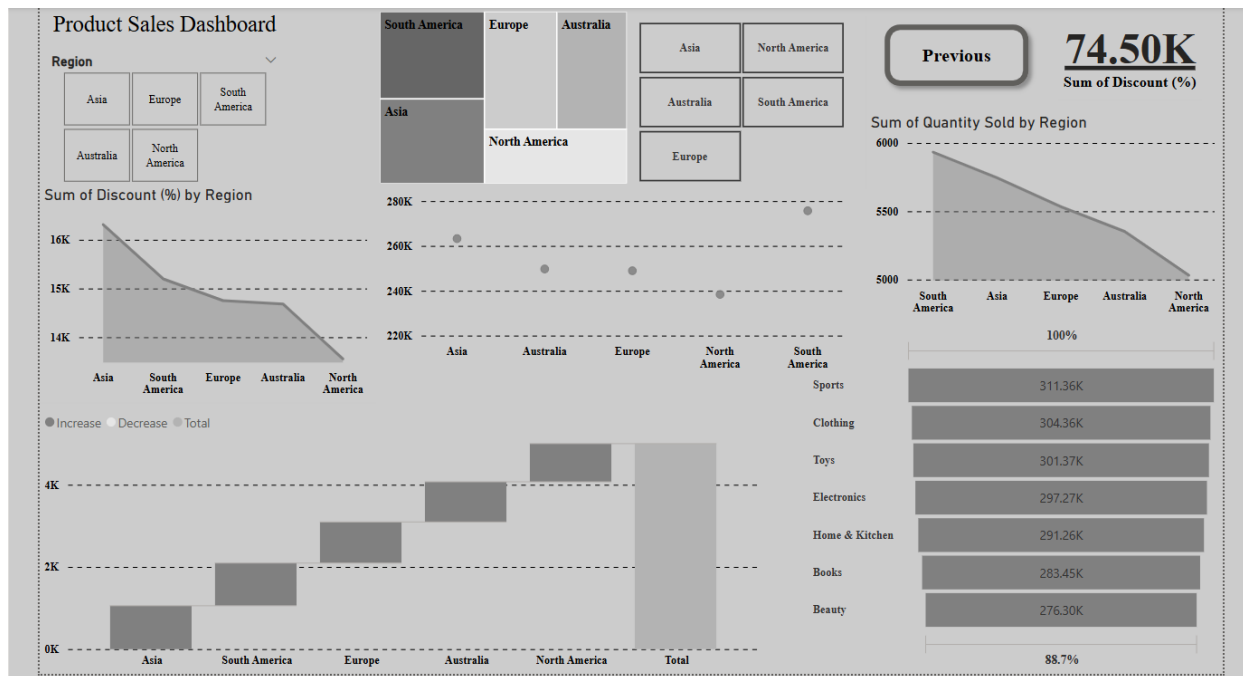 Product Sales Dashboard
Region
Asia
Europe
South
America
Australia
North
America
South America
Europe
Australia
Asia
North America
Asia
North America
Australia
South America
Europe
Previous
74.50K
Sum of Discount (%)
Sum of Discount (%) by Region
16K
15K
14K
Asia
South
America
Europe
Australia
North
America
280K
260K
240K
220K
Asia
Australia
Europe
North
America
South
America
Sum of Quantity Sold by Region
6000
5500
5000
South
America
Asia
Europe
Australia
North
America
Increase Decrease Total
4K
2K
0K
Asia
South America
Europe
Australia
North America
Total
100%
Sports 311.36K
Clothing 304.36K
Toys 301.37K
Electronics 297.27K
Home & Kitchen 291.26K
Books 283.45K
Beauty 276.30K
88.7%